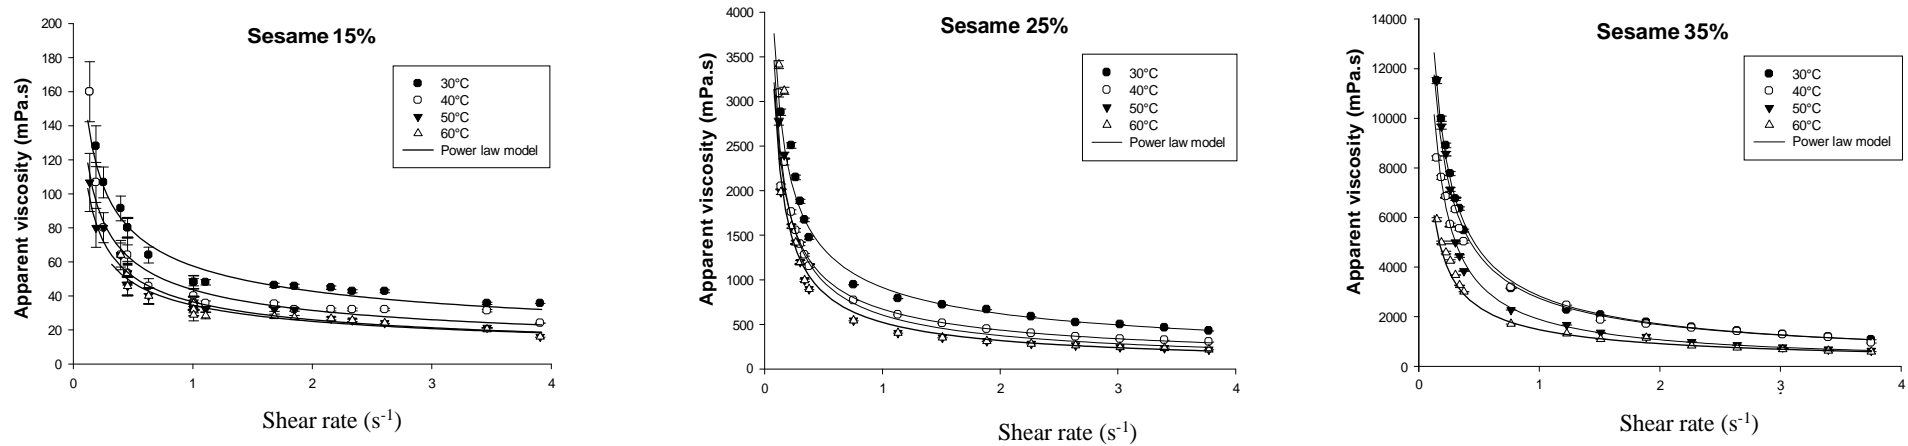 Sesame 15%
Apparent viscosity (mPa.s)
200
180
160
140
120
100
80
60
40
20
0
30°C
40°C
50°C
60°C
Power law model
0
1
2
3
4
Shear rate (s-1)
Sesame 25%
Apparent viscosity (mPa.s)
4000
3500
3000
2500
2000
1500
1000
500
0
30°C
40°C
50°C
60°C
Power law model
0
1
2
3
4
Shear rate (s-1)
Sesame 35%
Apparent viscosity (mPa.s)
14000
12000
10000
8000
6000
4000
2000
0
30°C
40°C
50°C
60°C
Power law model
0
1
2
3
4
Shear rate (s-1)